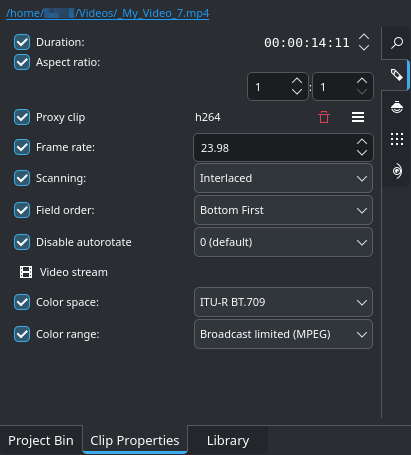 /home/ /Videos/_My_Video_7.mp4
Duration: 00:00:14:11
Aspect ratio:
1 : 1
Proxy clip h264
Frame rate: 23.98
Scanning: Interlaced
Field order: Bottom First
Disable autorotate 0 (default)
Video stream
Color space: ITU-R BT.709
Color range: Broadcast limited (MPEG)
Project Bin Clip Properties Library